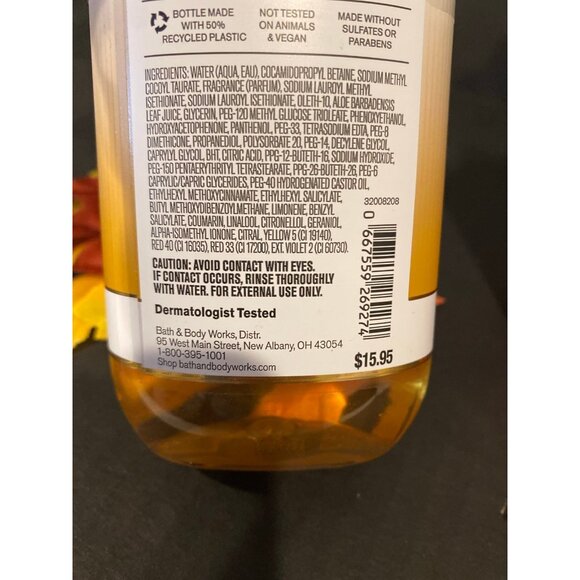 BOTTLE MADE
WITH 50%
RECYCLED PLASTIC
NOT TESTED
ON ANIMALS
& VEGAN
MADE WITHOUT
SULFATES OR
PARABENS
INGREDIENTS: WATER (AQUA, EAU), COCAMIDOPROPYL BETAINE, SODIUM METHYL
COCOYL TAURATE, FRAGRANCE (PARFUM), SODIUM LAUROYL METHYL
ISETHIONATE, SODIUM LAUROYL ISETHIONATE, OLETH-10, ALOE BARBADENSIS
LEAF JUICE, GLYCERIN, PEG-120 METHYL GLUCOSE TRIOLEATE, PHENOXYETHANOL,
HYDROXYACETOPHENONE, PANTHENOL, PEG-33, TETRASODIUM EDTA, PEG-8
DIMETHICONE, PROPANEDIOL, POLYSORBATE 20, PEG-14, DECYLENE GLYCOL,
CAPRYLYL GLYCOL, BHT, CITRIC ACID, PPG-12-BUTETH-16, SODIUM HYDROXIDE,
PEG-150 PENTAERYTHRITYL TETRASTEARATE, PPG-26-BUTETH-26, PEG-6
CAPRYLIC/CAPRIC GLYCERIDES, PEG-40 HYDROGENATED CASTOR OIL,
ETHYLHEXYL METHOXYCINNAMATE, ETHYLHEXYL SALICYLATE,
BUTYL METHOXYDIBENZOYLMETHANE, LIMONENE, BENZYL
SALICYLATE, COUMARIN, LINALOOL, CITRONELLOL, GERANIOL,
ALPHA-ISOMETHYL IONONE, CITRAL, YELLOW 5 (CI 19140),
RED 40 (CI 16035), RED 33 (CI 17200), EXT. VIOLET 2 (CI 60730).
32008208
0 667559 269274
CAUTION: AVOID CONTACT WITH EYES.
IF CONTACT OCCURS, RINSE THOROUGHLY
WITH WATER. FOR EXTERNAL USE ONLY.
Dermatologist Tested
Bath & Body Works, Distr.
95 West Main Street, New Albany, OH 43054
1-800-395-1001
Shop bathandbodyworks.com
$15.95